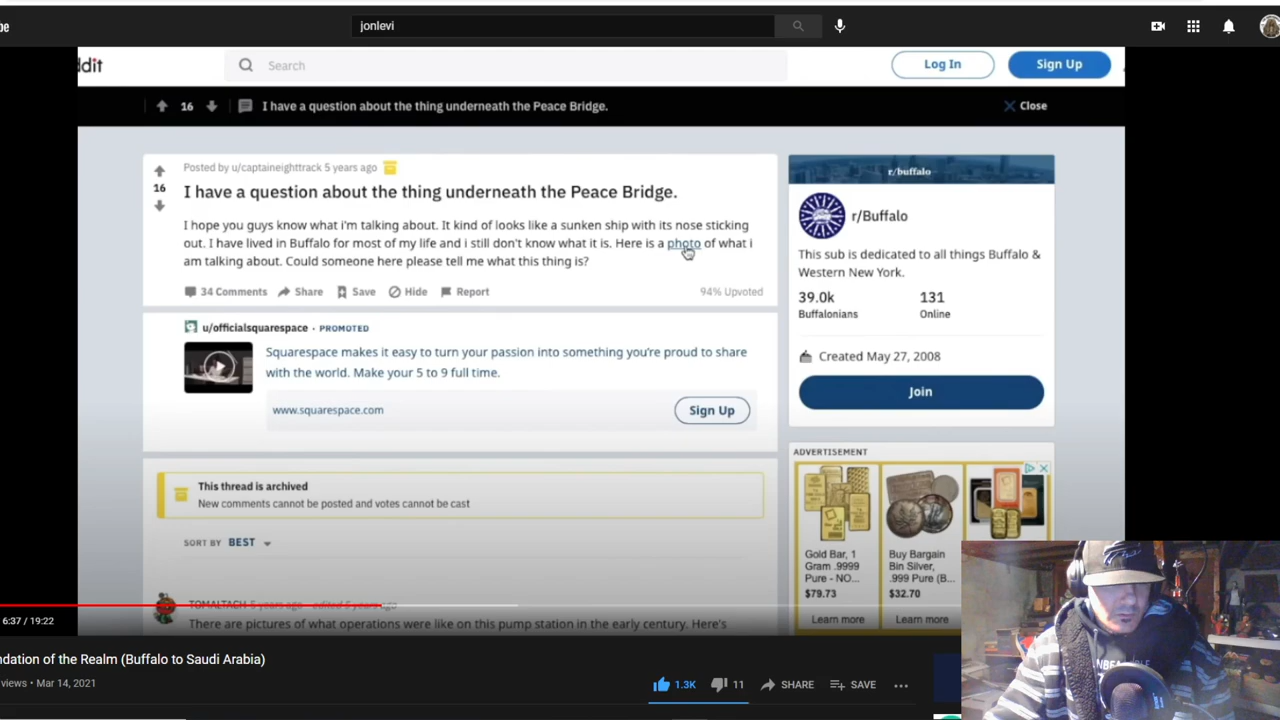 be
jonlevi
ddit
Search
Log In
Sign Up
16
I have a question about the thing underneath the Peace Bridge.
Close
Posted by u/captaineighttrack 5 years ago
16
I have a question about the thing underneath the Peace Bridge.
I hope you guys know what i'm talking about. It kind of looks like a sunken ship with its nose sticking
out. I have lived in Buffalo for most of my life and i still don't know what it is. Here is a photo of what i
am talking about. Could someone here please tell me what this thing is?
34 Comments
Share
Save
Hide
Report
94% Upvoted
u/officialsquarespace · PROMOTED
Squarespace makes it easy to turn your passion into something you're proud to share
with the world. Make your 5 to 9 full time.
www.squarespace.com
Sign Up
This thread is archived
New comments cannot be posted and votes cannot be cast
SORT BY BEST
TOMALTACH 5 years ago · edited 5 years ago
There are pictures of what operations were like on this pump station in the early century. Here's
r/buffalo
r/Buffalo
This sub is dedicated to all things Buffalo &
Western New York.
39.0k
131
Buffalonians
Online
Created May 27, 2008
Join
ADVERTISEMENT
Gold Bar, 1
Gram .9999
Pure - NO...
$79.73
Learn more
Buy Bargain
Bin Silver,
.999 Pure (B...
$32.70
Learn more
6:37 / 19:22
ndation of the Realm (Buffalo to Saudi Arabia)
views • Mar 14, 2021
1.3K
11
SHARE
SAVE